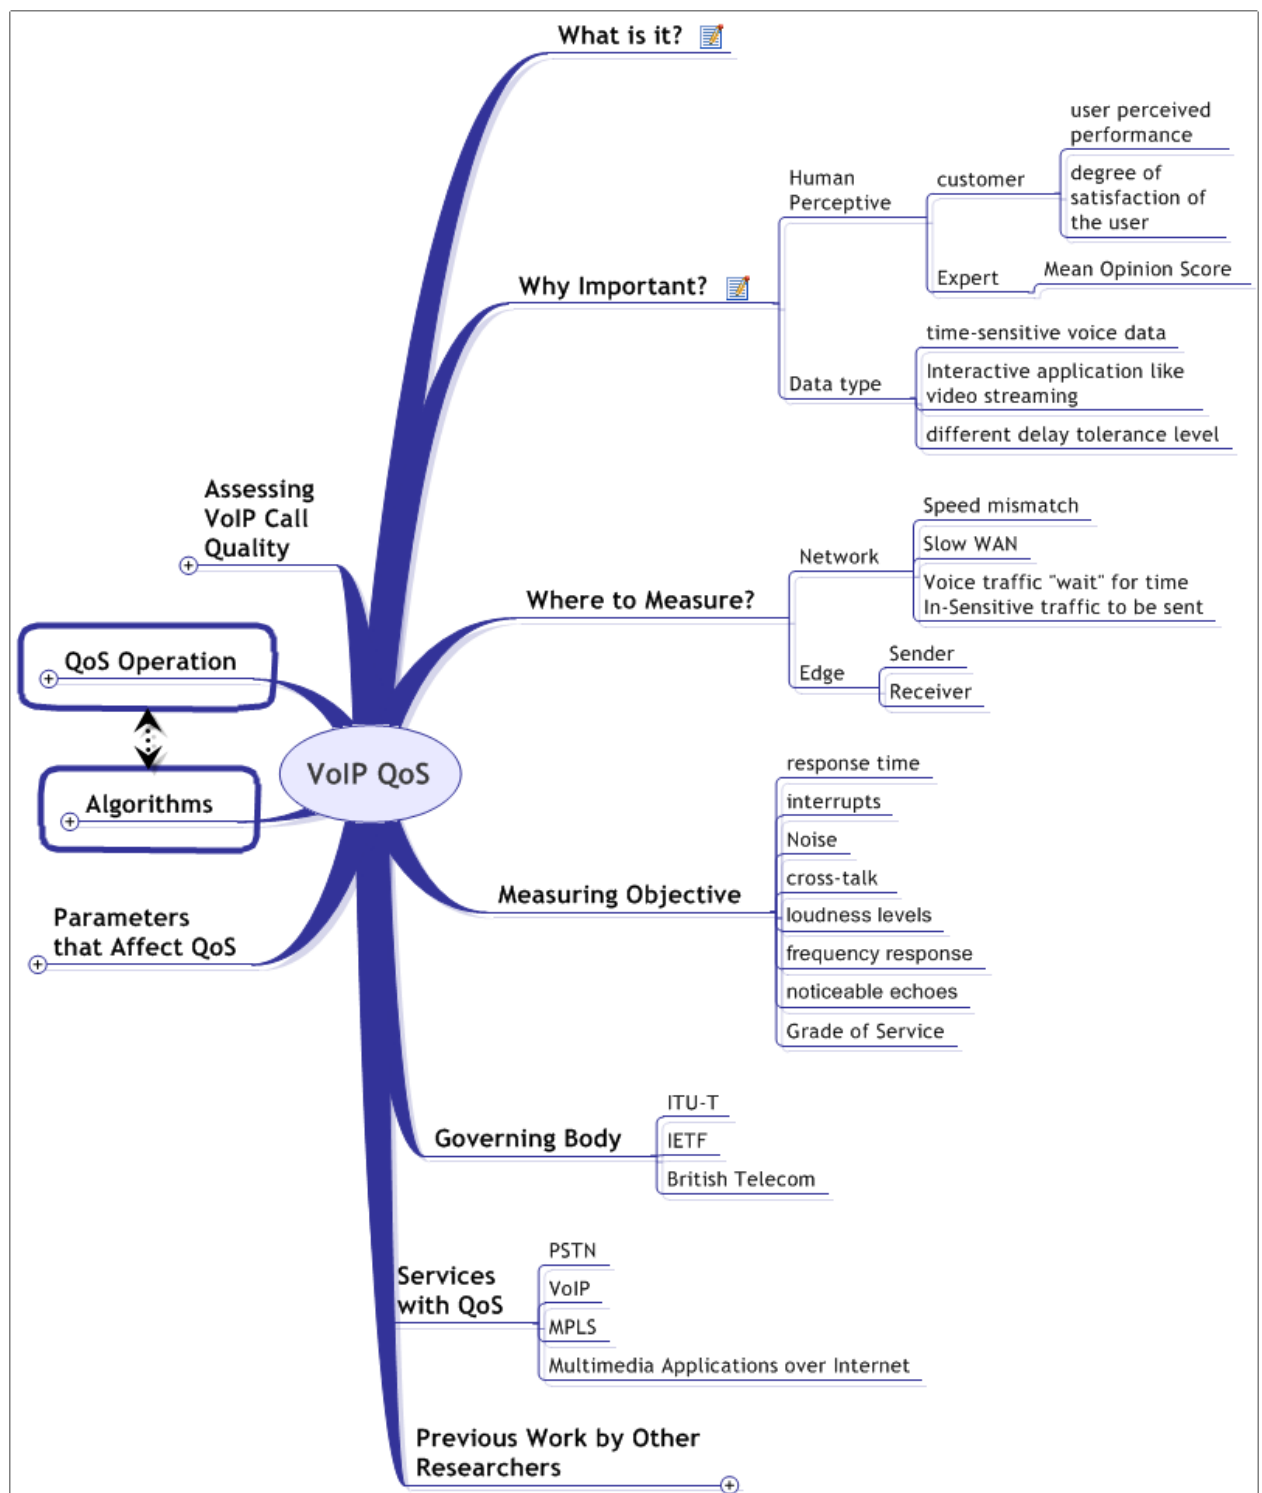 What is it?
user perceived
performance
degree of
satisfaction of
the user
customer
Human
Perceptive
Expert
Mean Opinion Score
Why Important?
time-sensitive voice data
Interactive application like
video streaming
different delay tolerance level
Data type
Assessing
VoIP Call
Quality
Speed mismatch
Slow WAN
Voice traffic "wait" for time
In-Sensitive traffic to be sent
Network
Where to Measure?
Edge
Sender
Receiver
QoS Operation
VoIP QoS
Algorithms
response time
interrupts
Noise
cross-talk
loudness levels
frequency response
noticeable echoes
Grade of Service
Measuring Objective
Parameters
that Affect QoS
ITU-T
IETF
British Telecom
Governing Body
PSTN
VoIP
MPLS
Multimedia Applications over Internet
Services
with QoS
Previous Work by Other
Researchers